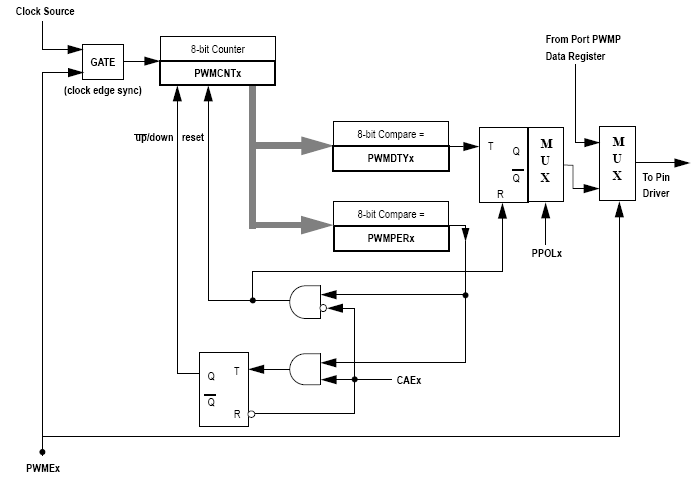 Clock Source
From Port PWMP
Data Register
8-bit Counter
GATE
PWMCNTx
(clock edge sync)
up/down reset
8-bit Compare =
PWMDTYx
T
Q
Q
R
M
U
X
M
U
X
To Pin
Driver
8-bit Compare =
PWMPERx
PPOLx
Q
T
Q
R
CAEx
PWMEx